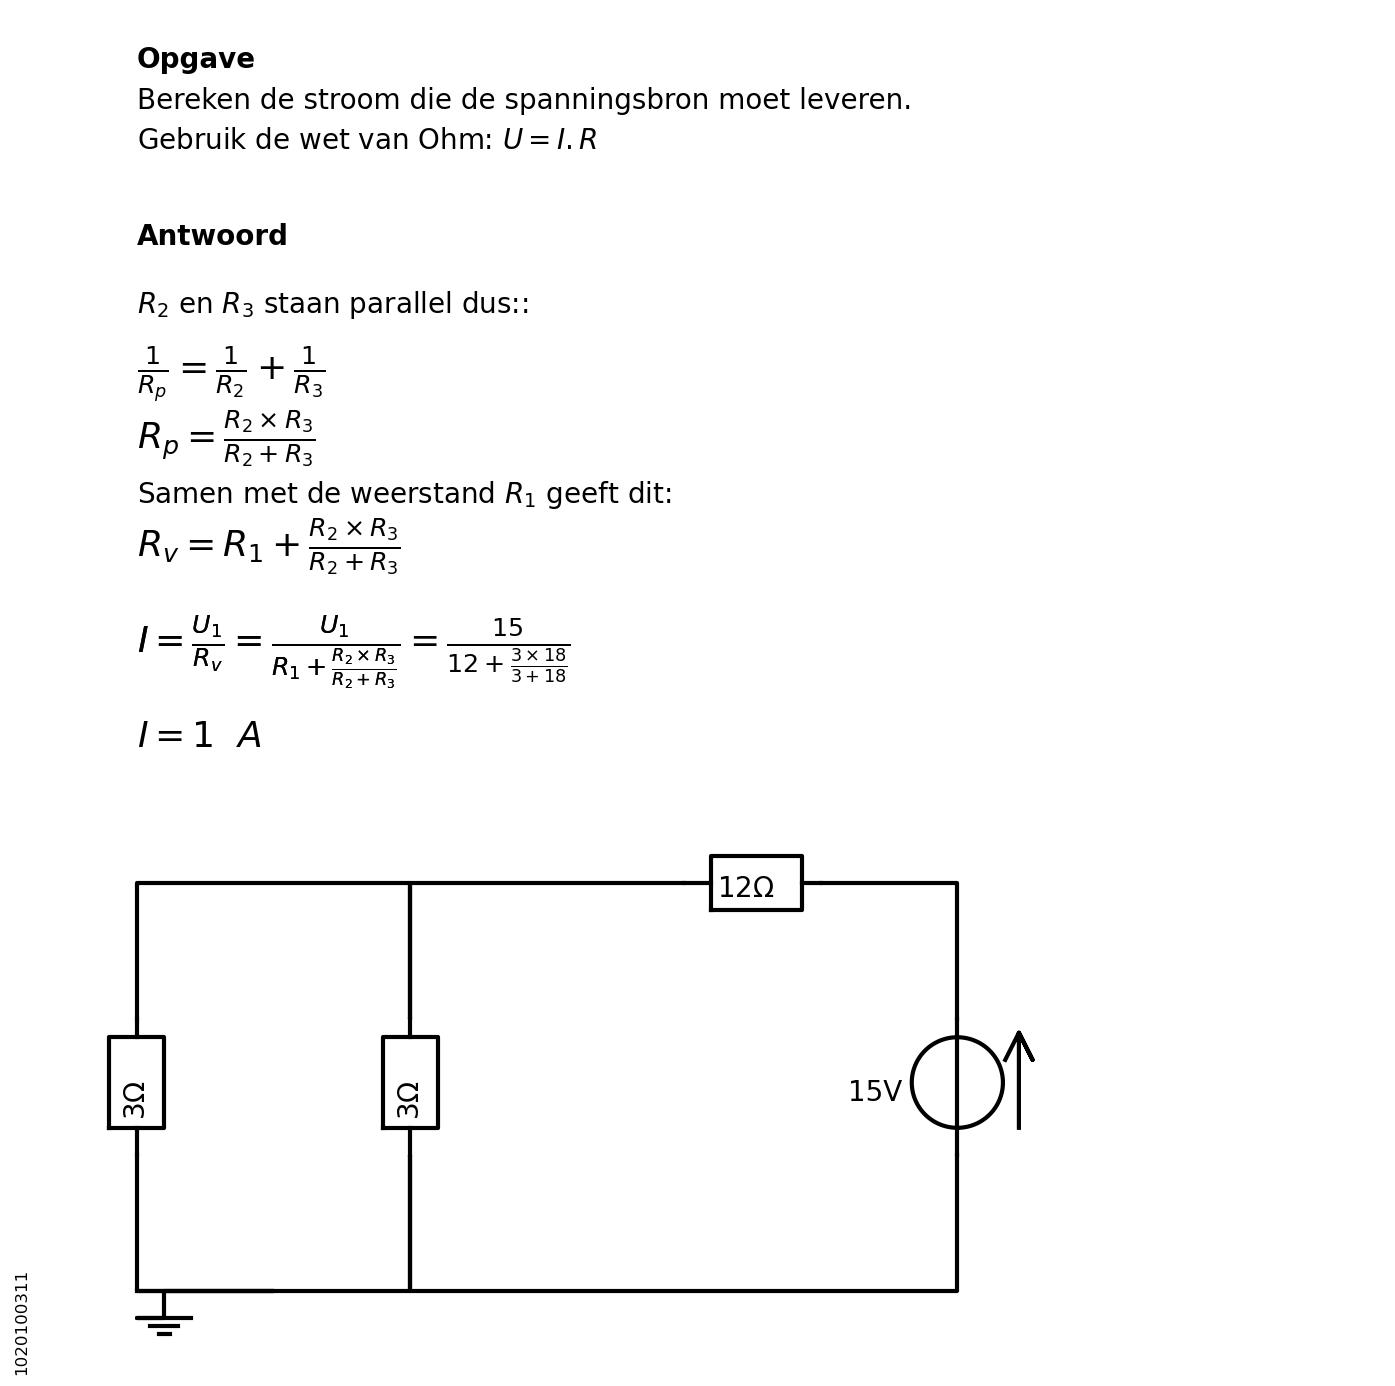 Opgave
Bereken de stroom die de spanningsbron moet leveren.
Gebruik de wet van Ohm: $U = I.R$
Antwoord
$R_2$ en $R_3$ staan parallel dus::
$\frac{1}{R_p} = \frac{1}{R_2} + \frac{1}{R_3}$
$R_p = \frac{R_2 \times R_3}{R_2 + R_3}$
Samen met de weerstand $R_1$ geeft dit:
$R_v = R_1 + \frac{R_2 \times R_3}{R_2 + R_3}$
$I = \frac{U_1}{R_v} = \frac{U_1}{R_1 + \frac{R_2 \times R_3}{R_2 + R_3}} = \frac{15}{12 + \frac{3 \times 18}{3 + 18}}$
$I = 1 \ A$
12Ω
3Ω
3Ω
15V
1020100311